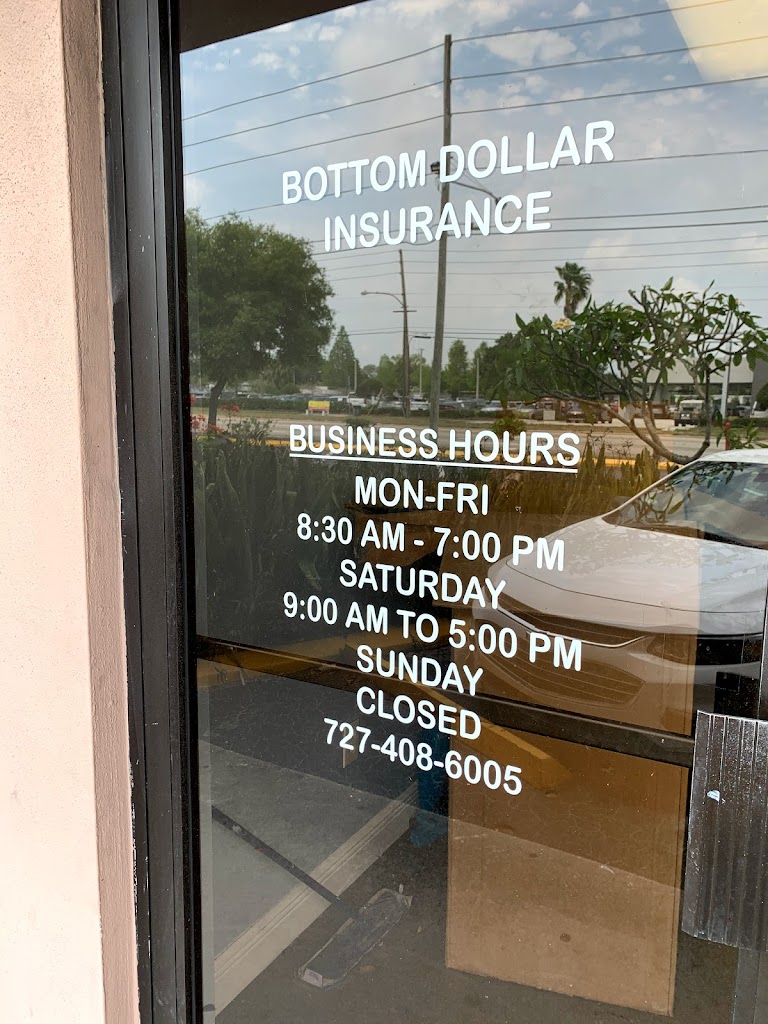 BOTTOM DOLLAR
INSURANCE
BUSINESS HOURS
MON-FRI
8:30 AM - 7:00 PM
SATURDAY
9:00 AM TO 5:00 PM
SUNDAY
CLOSED
727-408-6005